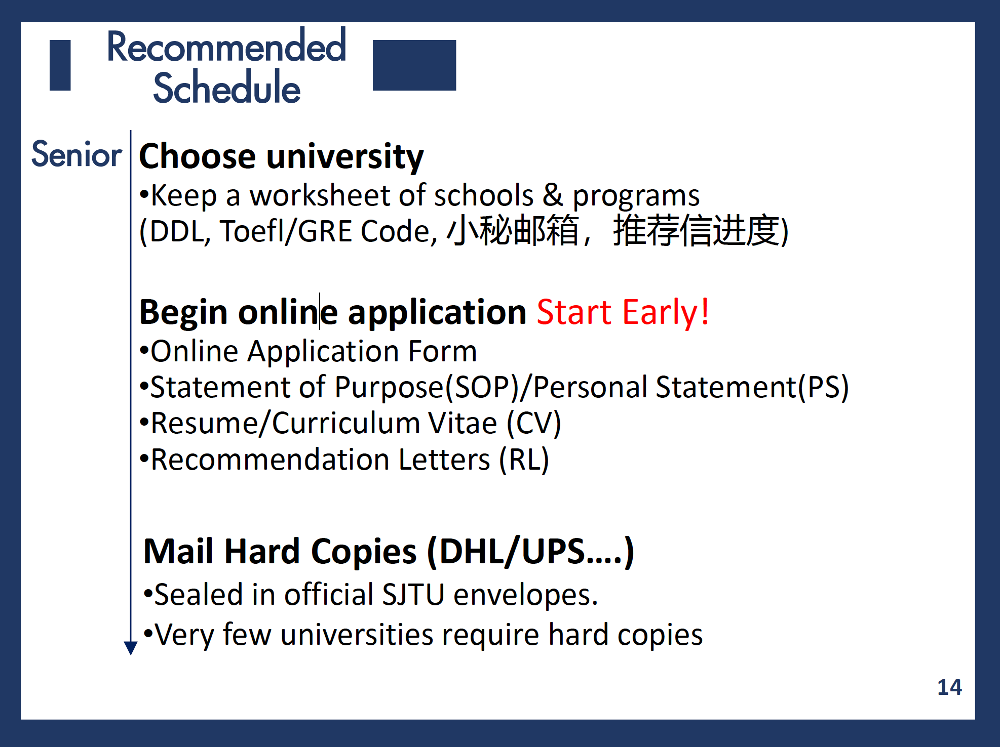 Recommended
Schedule
Senior
Choose university
•Keep a worksheet of schools & programs
(DDL, Toefl/GRE Code, 小秘邮箱，推荐信进度)
Begin online application Start Early!
•Online Application Form
•Statement of Purpose(SOP)/Personal Statement(PS)
•Resume/Curriculum Vitae (CV)
•Recommendation Letters (RL)
Mail Hard Copies (DHL/UPS….)
•Sealed in official SJTU envelopes.
•Very few universities require hard copies
14